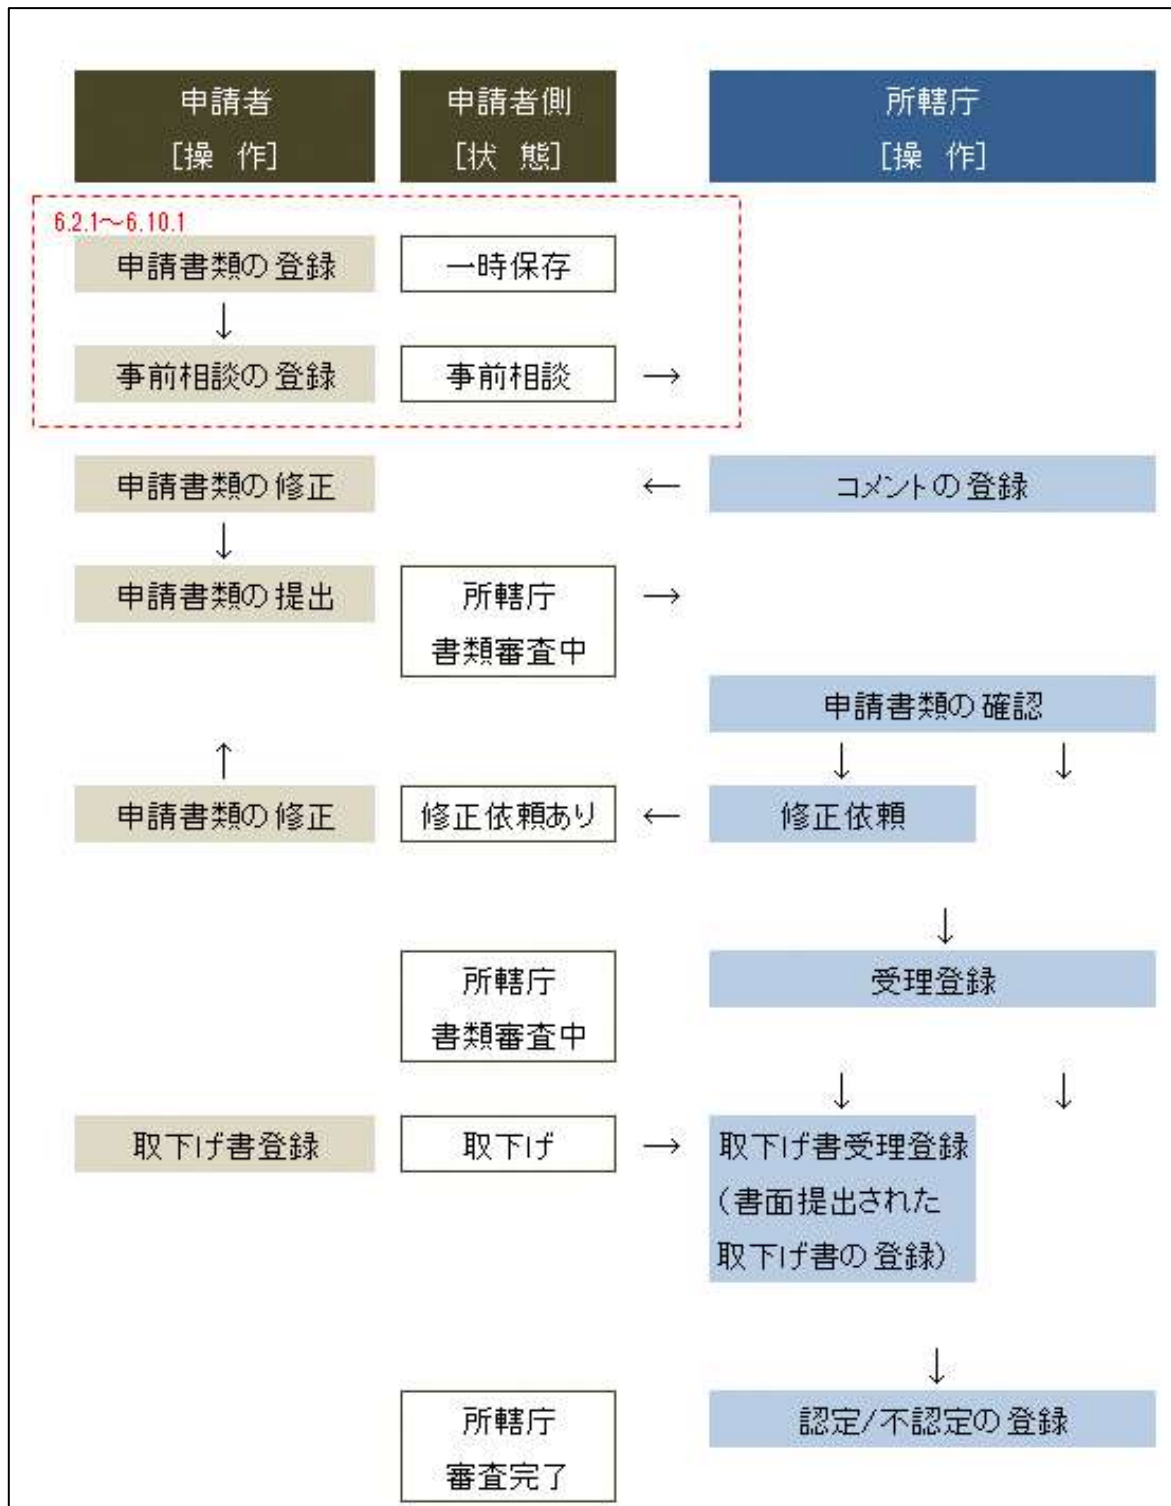 申請者
[操 作]
申請者側
[状 態]
所轄庁
[操 作]
6.2.1～6.10.1
申請書類の登録
一時保存
↓
事前相談の登録
事前相談
→
申請書類の修正
←
コメントの登録
↓
申請書類の提出
所轄庁
書類審査中
→
申請書類の確認
↑
↓
↓
申請書類の修正
修正依頼あり
←
修正依頼
↓
所轄庁
書類審査中
受理登録
↓
↓
取下げ書登録
取下げ
→
取下げ書受理登録
(書面提出された
取下げ書の登録)
↓
所轄庁
審査完了
認定/不認定の登録